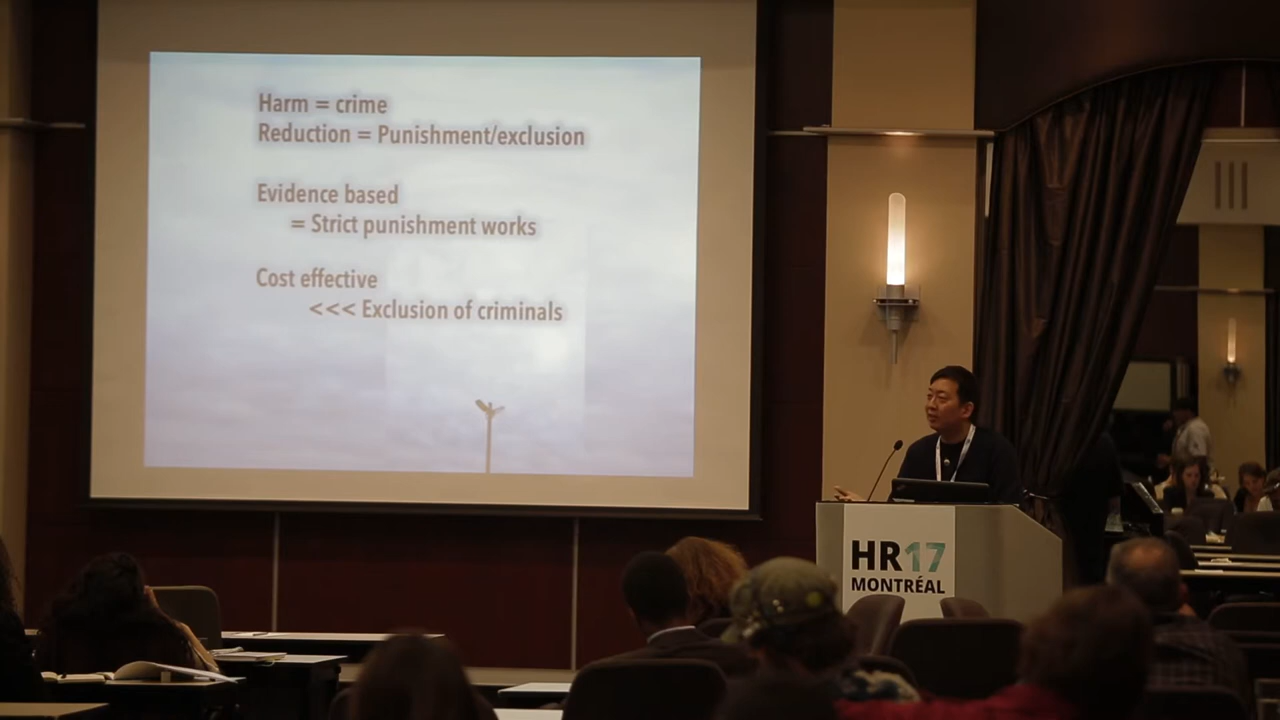 Harm = crime
Reduction = Punishment/exclusion
Evidence based
= Strict punishment works
Cost effective
<<< Exclusion of criminals
HR17
MONTRÉAL